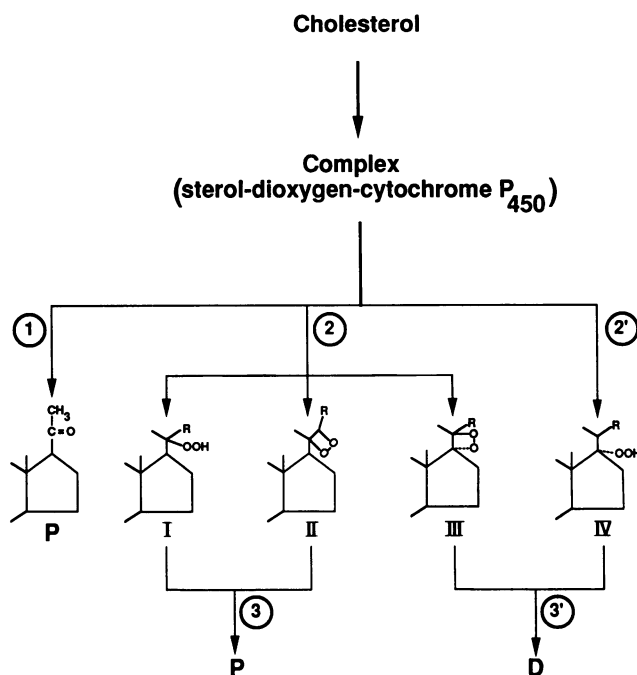 Cholesterol
Complex
(sterol-dioxygen-cytochrome P450)
1 2 2'
CH3
C=O
P
R
OOH
I
R
O
O
II
R
O
O
III
R
OOH
IV
3 3'
P D